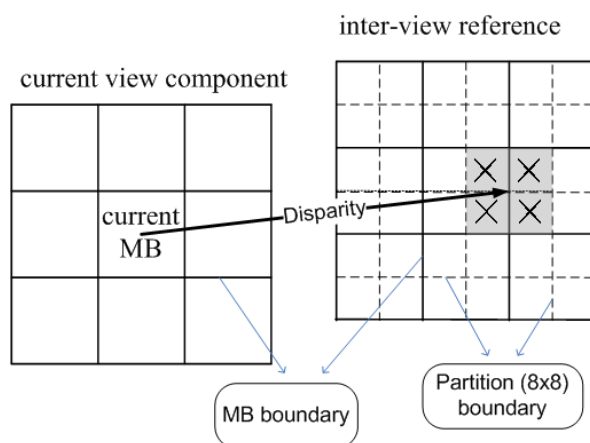 inter-view reference
current view component
current
MB
Disparity
MB boundary
Partition (8x8)
boundary